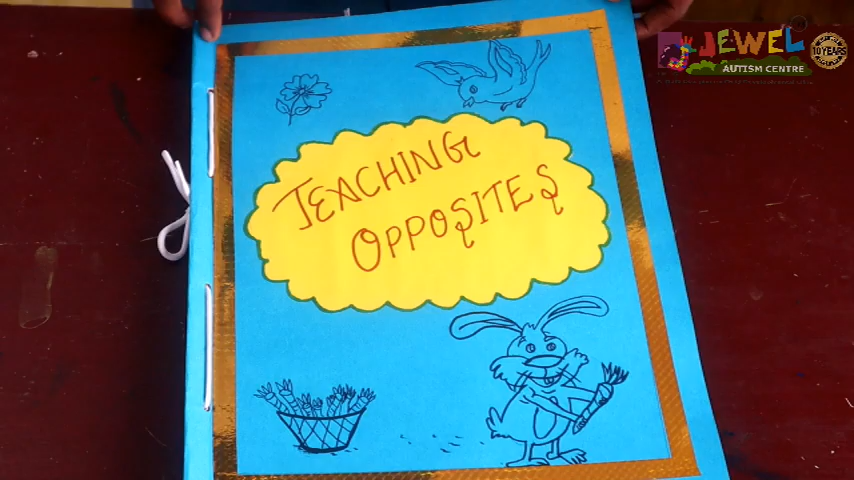 TEACHING
OPPOSITES
JEWEL
AUTISM CENTRE
10 YEARS